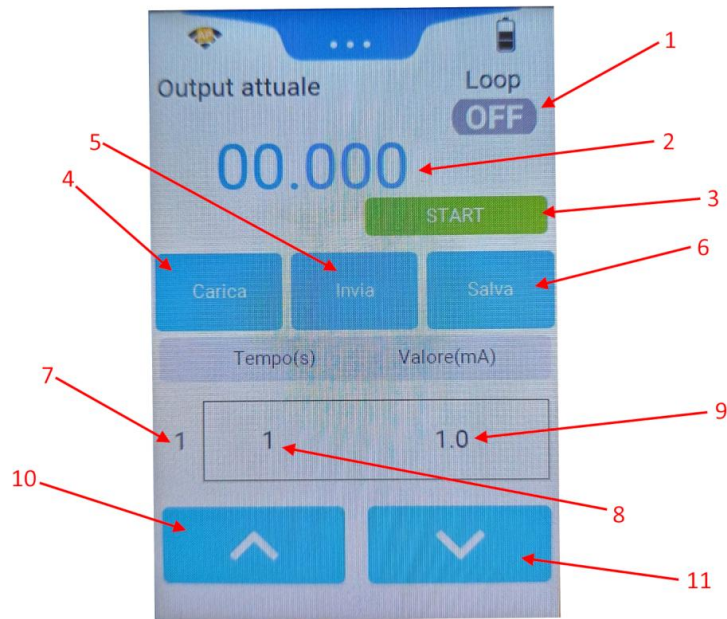 AP
Output attuale
Loop
OFF
1
00.000
2
START
3
4
5
Carica
Invia
Salva
6
Tempo(s)
Valore(mA)
7
1
1
1.0
9
8
10
11